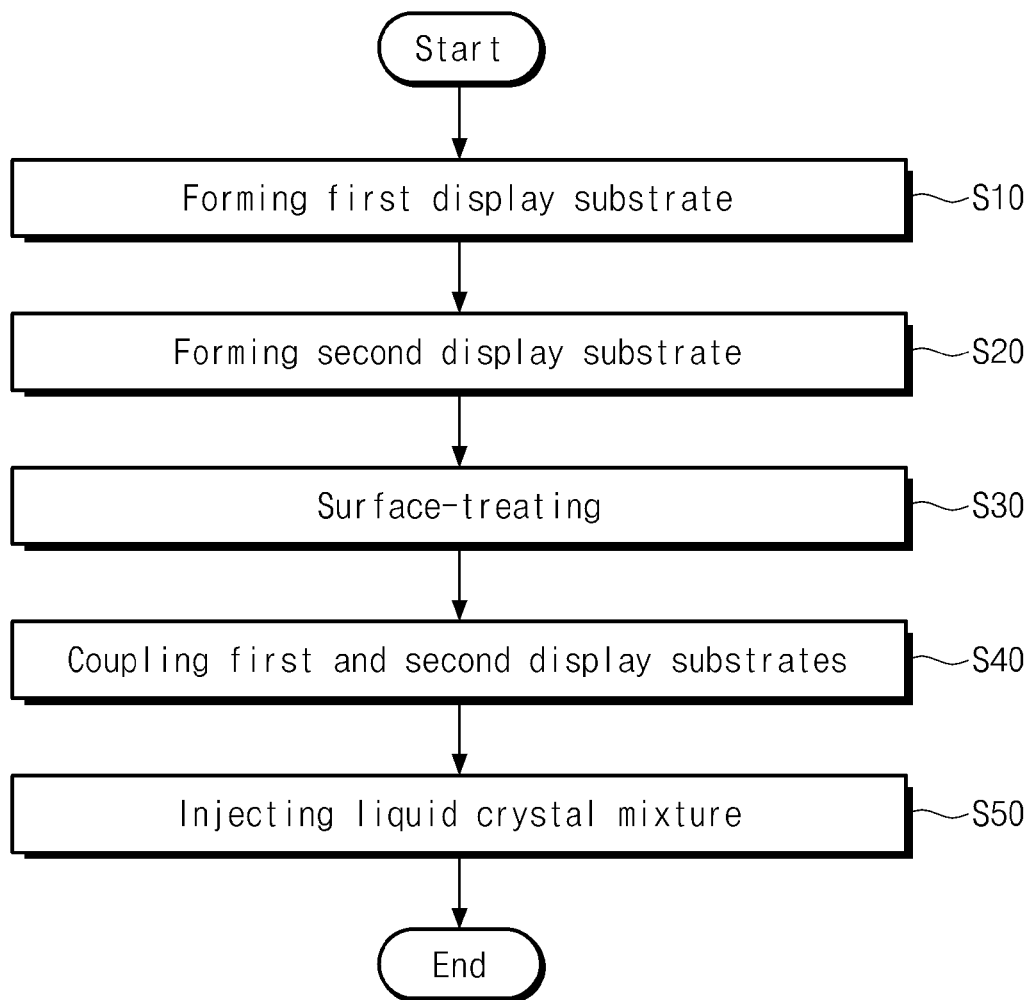 Start
Forming first display substrate
S10
Forming second display substrate
S20
Surface-treating
S30
Coupling first and second display substrates
S40
Injecting liquid crystal mixture
S50
End